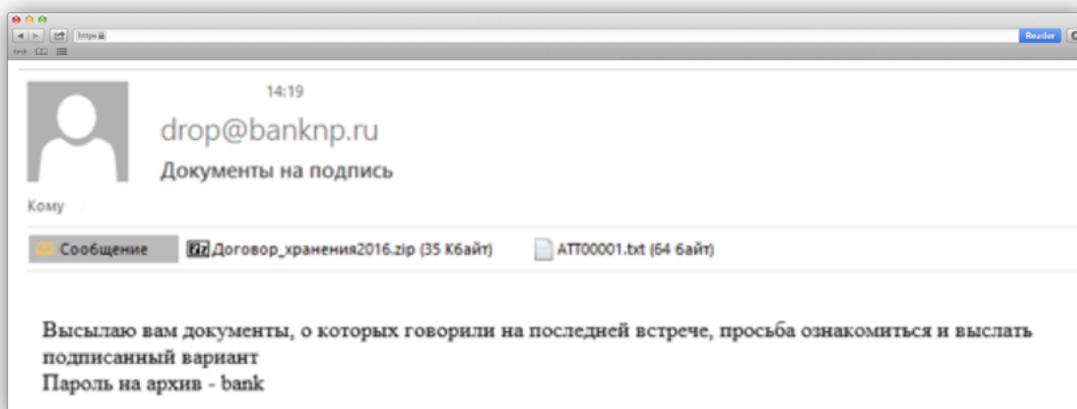 https
Reader
14:19
drop@banknp.ru
Документы на подпись
Кому
Сообщение Договор_хранения2016.zip (35 Кбайт) ATT00001.txt (64 байт)
Высылаю вам документы, о которых говорили на последней встрече, просьба ознакомиться и выслать
подписанный вариант
Пароль на архив - bank